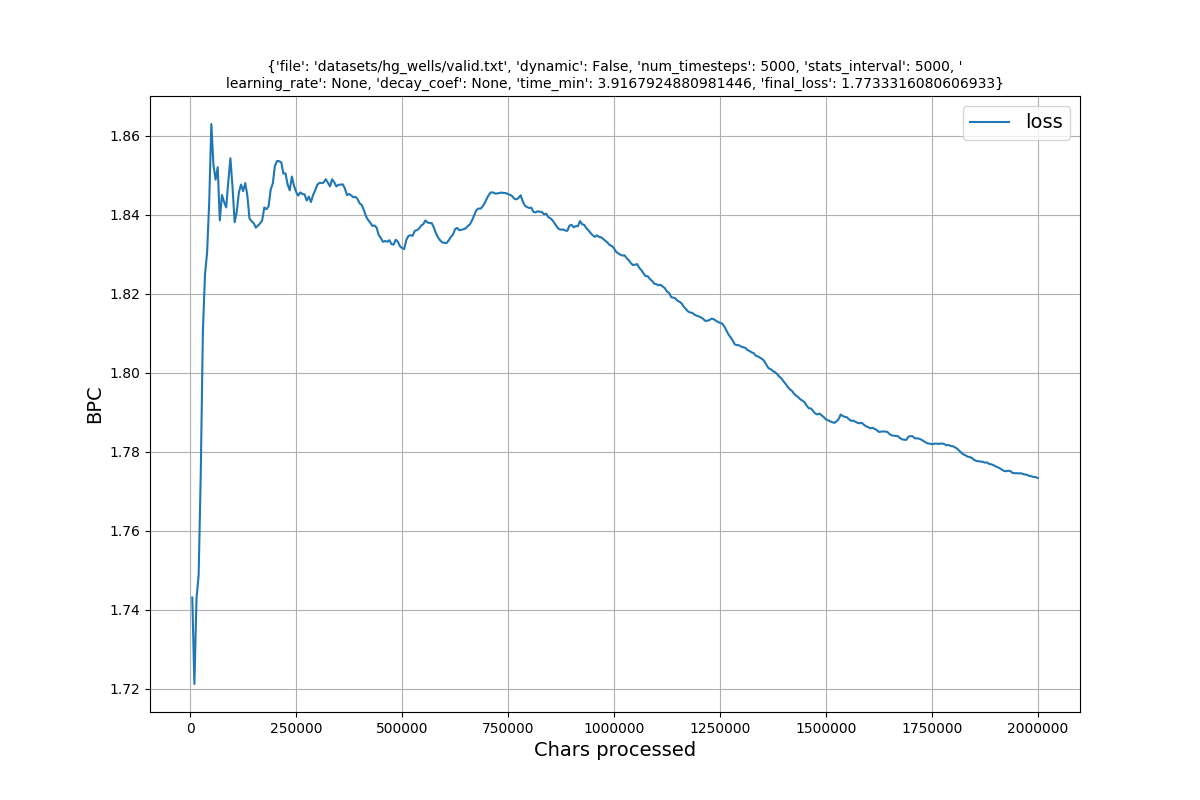 {'file': 'datasets/hg_wells/valid.txt', 'dynamic': False, 'num_timesteps': 5000, 'stats_interval': 5000, '
learning_rate': None, 'decay_coef': None, 'time_min': 3.9167924880981446, 'final_loss': 1.7733316080606933}
loss
1.86
1.84
1.82
1.80
1.78
1.76
1.74
1.72
BPC
0 250000 500000 750000 1000000 1250000 1500000 1750000 2000000
Chars processed